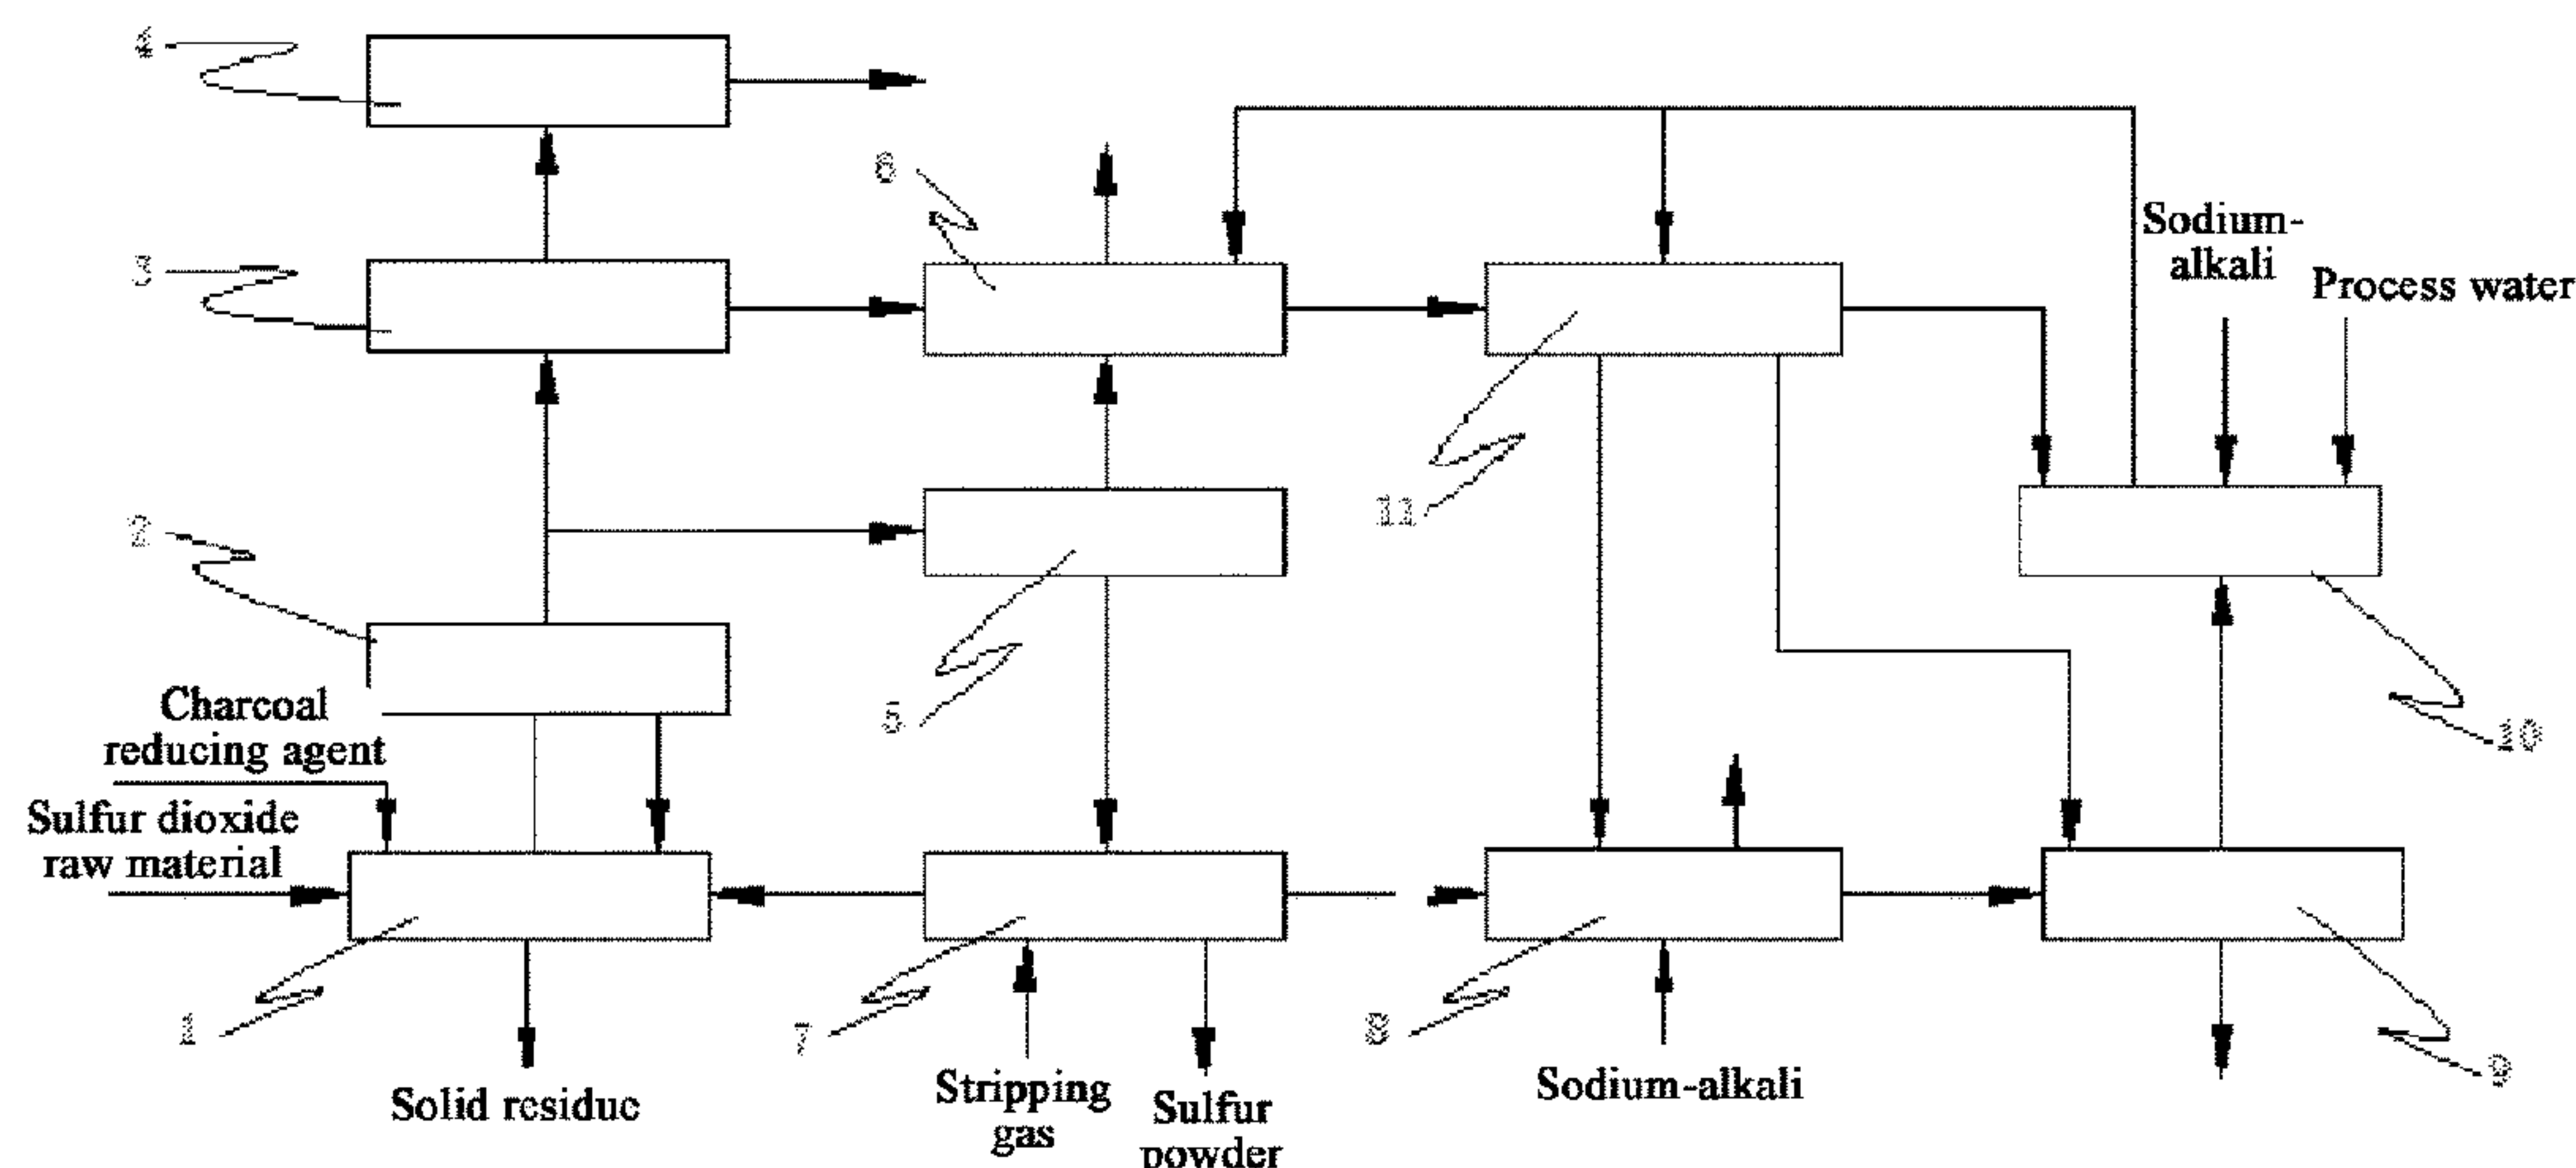 4
6
Sodium-
alkali
3
Process water
11
2
5
10
Charcoal
reducing agent
Sulfur dioxide
raw material
1
7
8
9
Solid residue
Stripping
gas
Sulfur
powder
Sodium-alkali